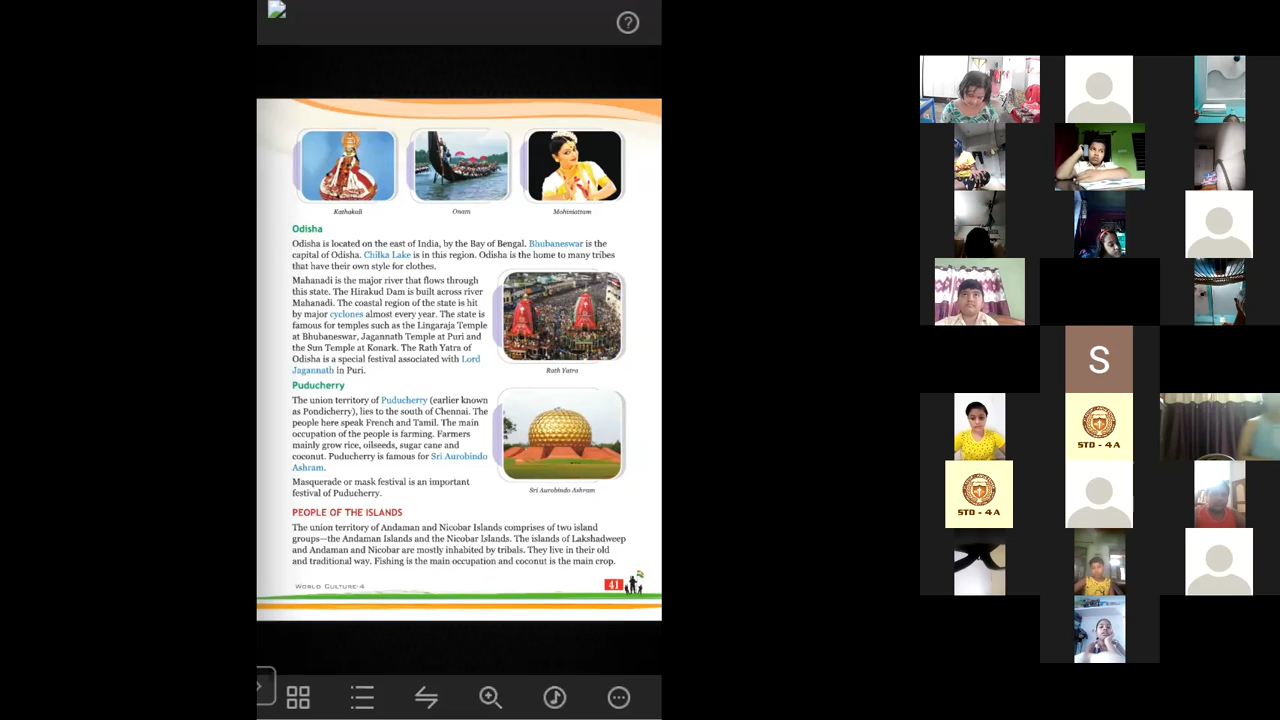 Kathakali
Onam
Mohiniattam
Odisha
Odisha is located on the east of India, by the Bay of Bengal. Bhubaneswar is the
capital of Odisha. Chilka Lake is in this region. Odisha is the home to many tribes
that have their own style for clothes.
Mahanadi is the major river that flows through
this state. The Hirakud Dam is built across river
Mahanadi. The coastal region of the state is hit
by major cyclones almost every year. The state is
famous for temples such as the Lingaraja Temple
at Bhubaneswar, Jagannath Temple at Puri and
the Sun Temple at Konark. The Rath Yatra of
Odisha is a special festival associated with Lord
Jagannath in Puri.
Rath Yatra
Puducherry
The union territory of Puducherry (earlier known
as Pondicherry), lies to the south of Chennai. The
people here speak French and Tamil. The main
occupation of the people is farming. Farmers
mainly grow rice, oilseeds, sugar cane and
coconut. Puducherry is famous for Sri Aurobindo
Ashram.
Masquerade or mask festival is an important
festival of Puducherry.
Sri Aurobindo Ashram
PEOPLE OF THE ISLANDS
The union territory of Andaman and Nicobar Islands comprises of two island
groups—the Andaman Islands and the Nicobar Islands. The islands of Lakshadweep
and Andaman and Nicobar are mostly inhabited by tribals. They live in their old
and traditional way. Fishing is the main occupation and coconut is the main crop.
WORLD CULTURE-4
41
S
STD - 4 A
STD - 4 A